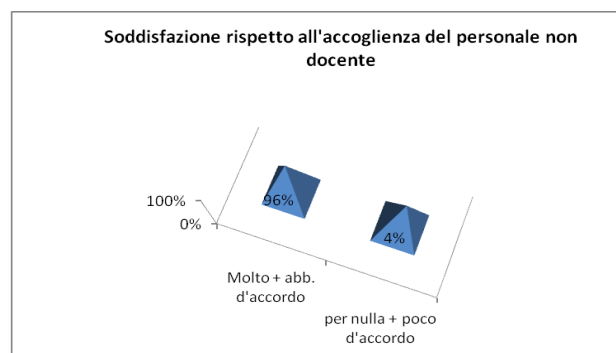 Soddisfazione rispetto all'accoglienza del personale non
docente
100%
0%
96%
4%
Molto + abb.
d'accordo
per nulla + poco
d'accordo